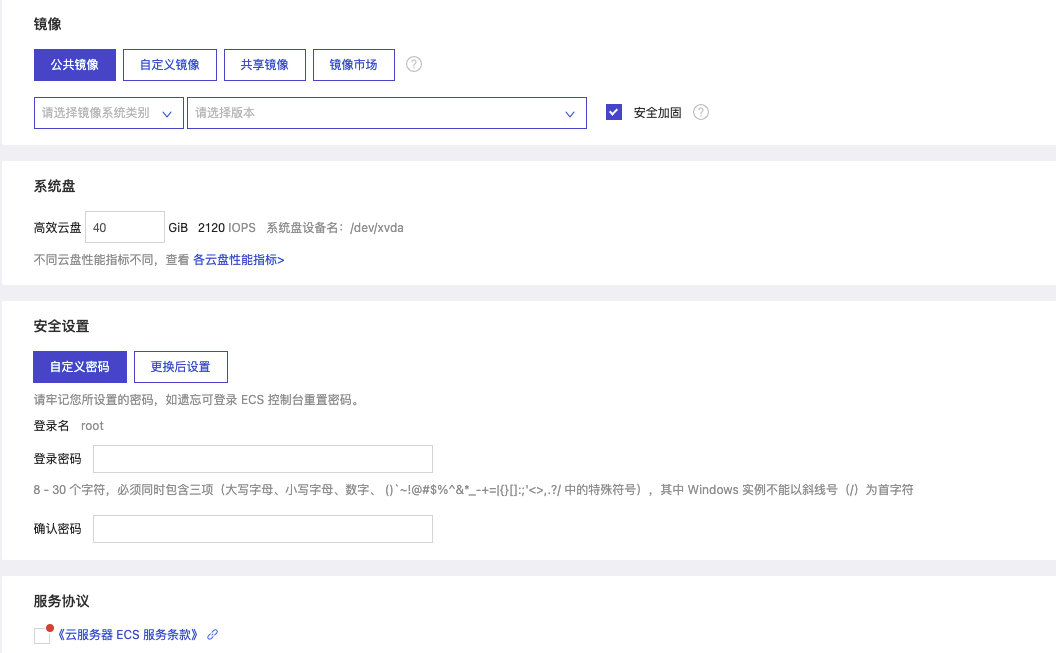 镜像
公共镜像 自定义镜像 共享镜像 镜像市场 ?
请选择镜像系统类别 请选择版本 安全加固 ?
系统盘
高效云盘 40 GiB 2120 IOPS 系统盘设备名：/dev/xvda
不同云盘性能指标不同，查看 各云盘性能指标>
安全设置
自定义密码 更换后设置
请牢记您所设置的密码，如遗忘可登录 ECS 控制台重置密码。
登录名 root
登录密码
8 - 30 个字符，必须同时包含三项（大写字母、小写字母、数字、 ()`~!@#$%^&*_-+=|{}[]:;'<>,.?/ 中的特殊符号），其中 Windows 实例不能以斜线号（/）为首字符
确认密码
服务协议
《云服务器 ECS 服务条款》